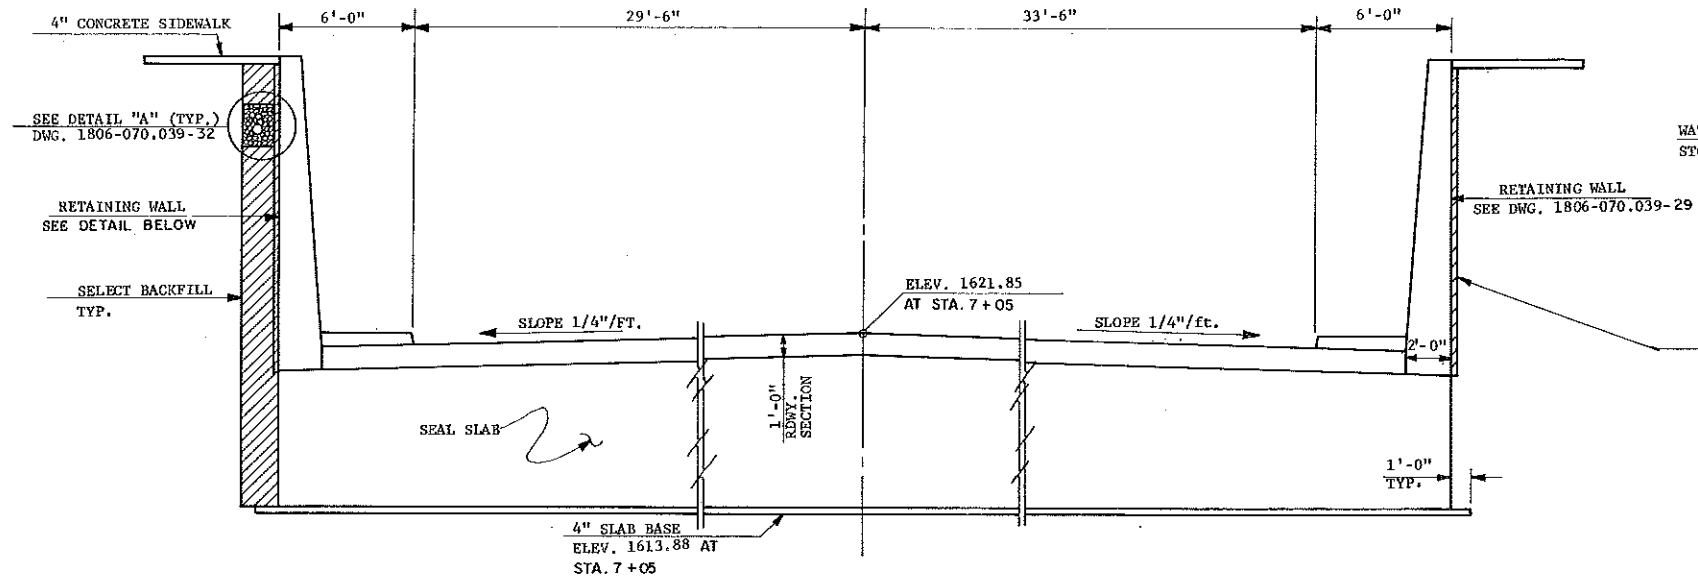 4" CONCRETE SIDEWALK
6'-0"
29'-6"
33'-6"
6'-0"
SEE DETAIL "A" (TYP.)
DWG. 1806-070.039-32
WA
STO
RETAINING WALL
SEE DETAIL BELOW
RETAINING WALL
SEE DWG. 1806-070.039-29
SELECT BACKFILL
TYP.
ELEV. 1621.85
AT STA. 7+05
SLOPE 1/4"/FT.
SLOPE 1/4"/ft.
2'-0"
1'-0"
RDWY.
SECTION
SEAL SLAB
1'-0"
TYP.
4" SLAB BASE
ELEV. 1613.88 AT
STA. 7+05